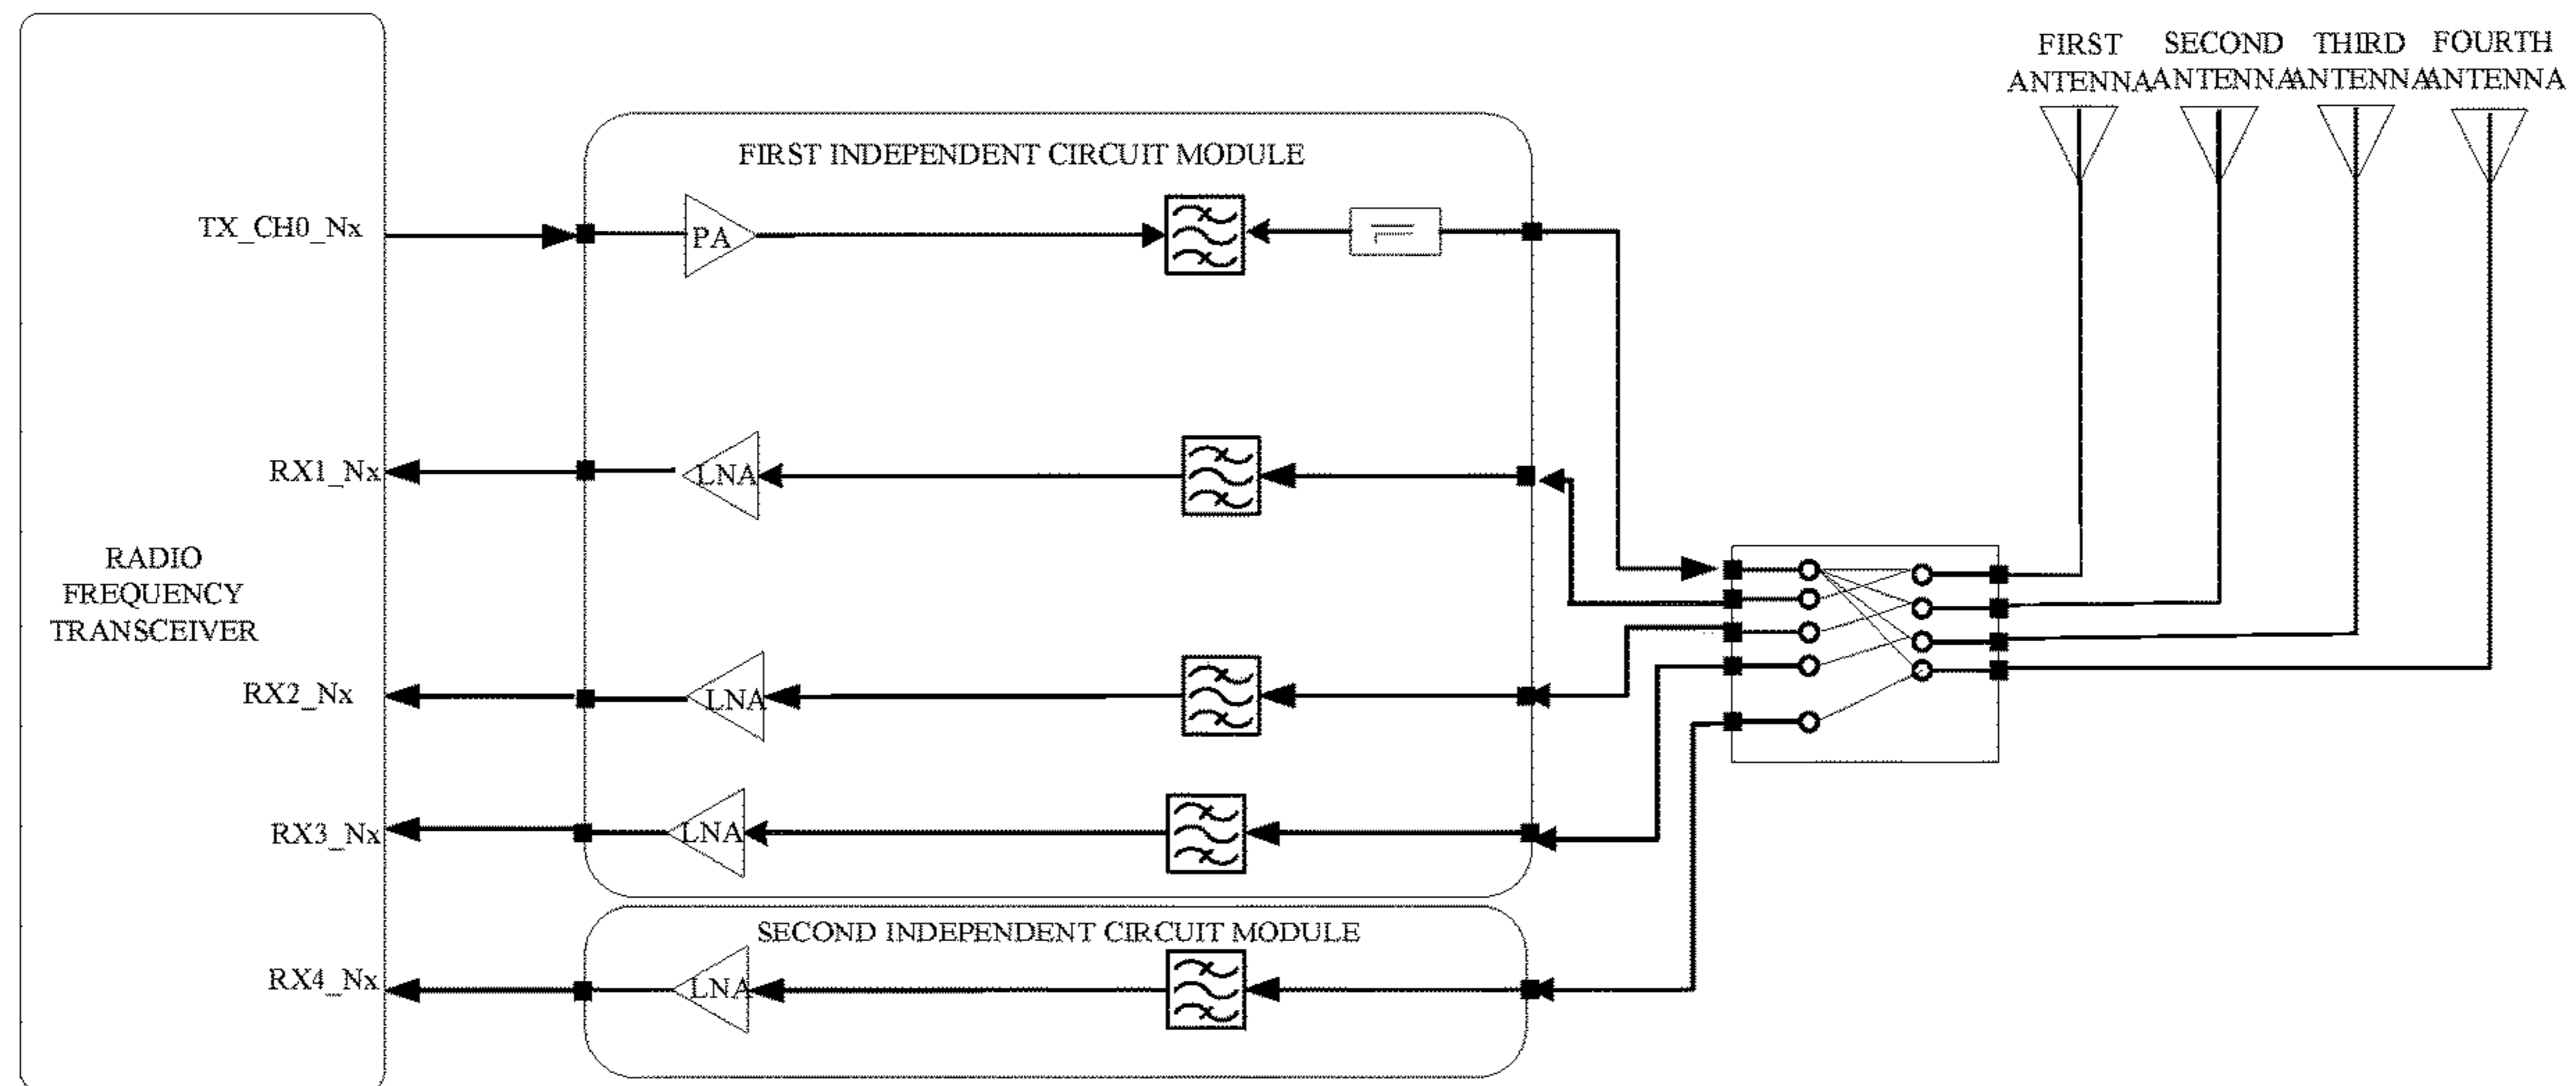 FIRST SECOND THIRD FOURTH
ANTENNA ANTENNA ANTENNA ANTENNA
FIRST INDEPENDENT CIRCUIT MODULE
TX_CH0_Nx
PA
RX1_Nx
LNA
RADIO
FREQUENCY
TRANSCEIVER
RX2_Nx
LNA
RX3_Nx
LNA
SECOND INDEPENDENT CIRCUIT MODULE
RX4_Nx
LNA